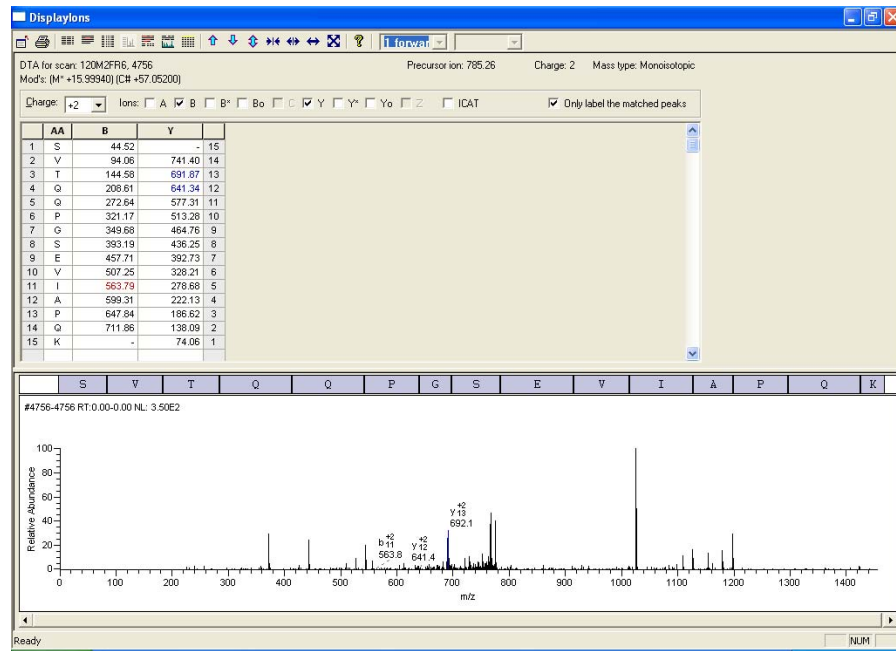 DisplayIons
1 forwar
DTA for scan: 120M2FR6, 4756 Precursor ion: 785.26 Charge: 2 Mass type: Monoisotopic
Mod's: (M* +15.99940) (C# +57.05200)
Charge: +2 Ions: A B B* Bo C Y Y* Yo Z ICAT Only label the matched peaks
AA B Y
1 S 44.52 - 15
2 V 94.06 741.40 14
3 T 144.58 691.87 13
4 Q 208.61 641.34 12
5 Q 272.64 577.31 11
6 P 321.17 513.28 10
7 G 349.68 464.76 9
8 S 393.19 436.25 8
9 E 457.71 392.73 7
10 V 507.25 328.21 6
11 I 563.79 278.68 5
12 A 599.31 222.13 4
13 P 647.84 186.62 3
14 Q 711.86 138.09 2
15 K - 74.06 1
S V T Q Q P G S E V I A P Q K
#4756-4756 RT:0.00-0.00 NL: 3.50E2
100
80
60
40
20
0
Relative Abundance
y +2 13
692.1
b +2 11
563.8
y +2 12
641.4
0 100 200 300 400 500 600 700 800 900 1000 1100 1200 1300 1400
m/z
Ready NUM